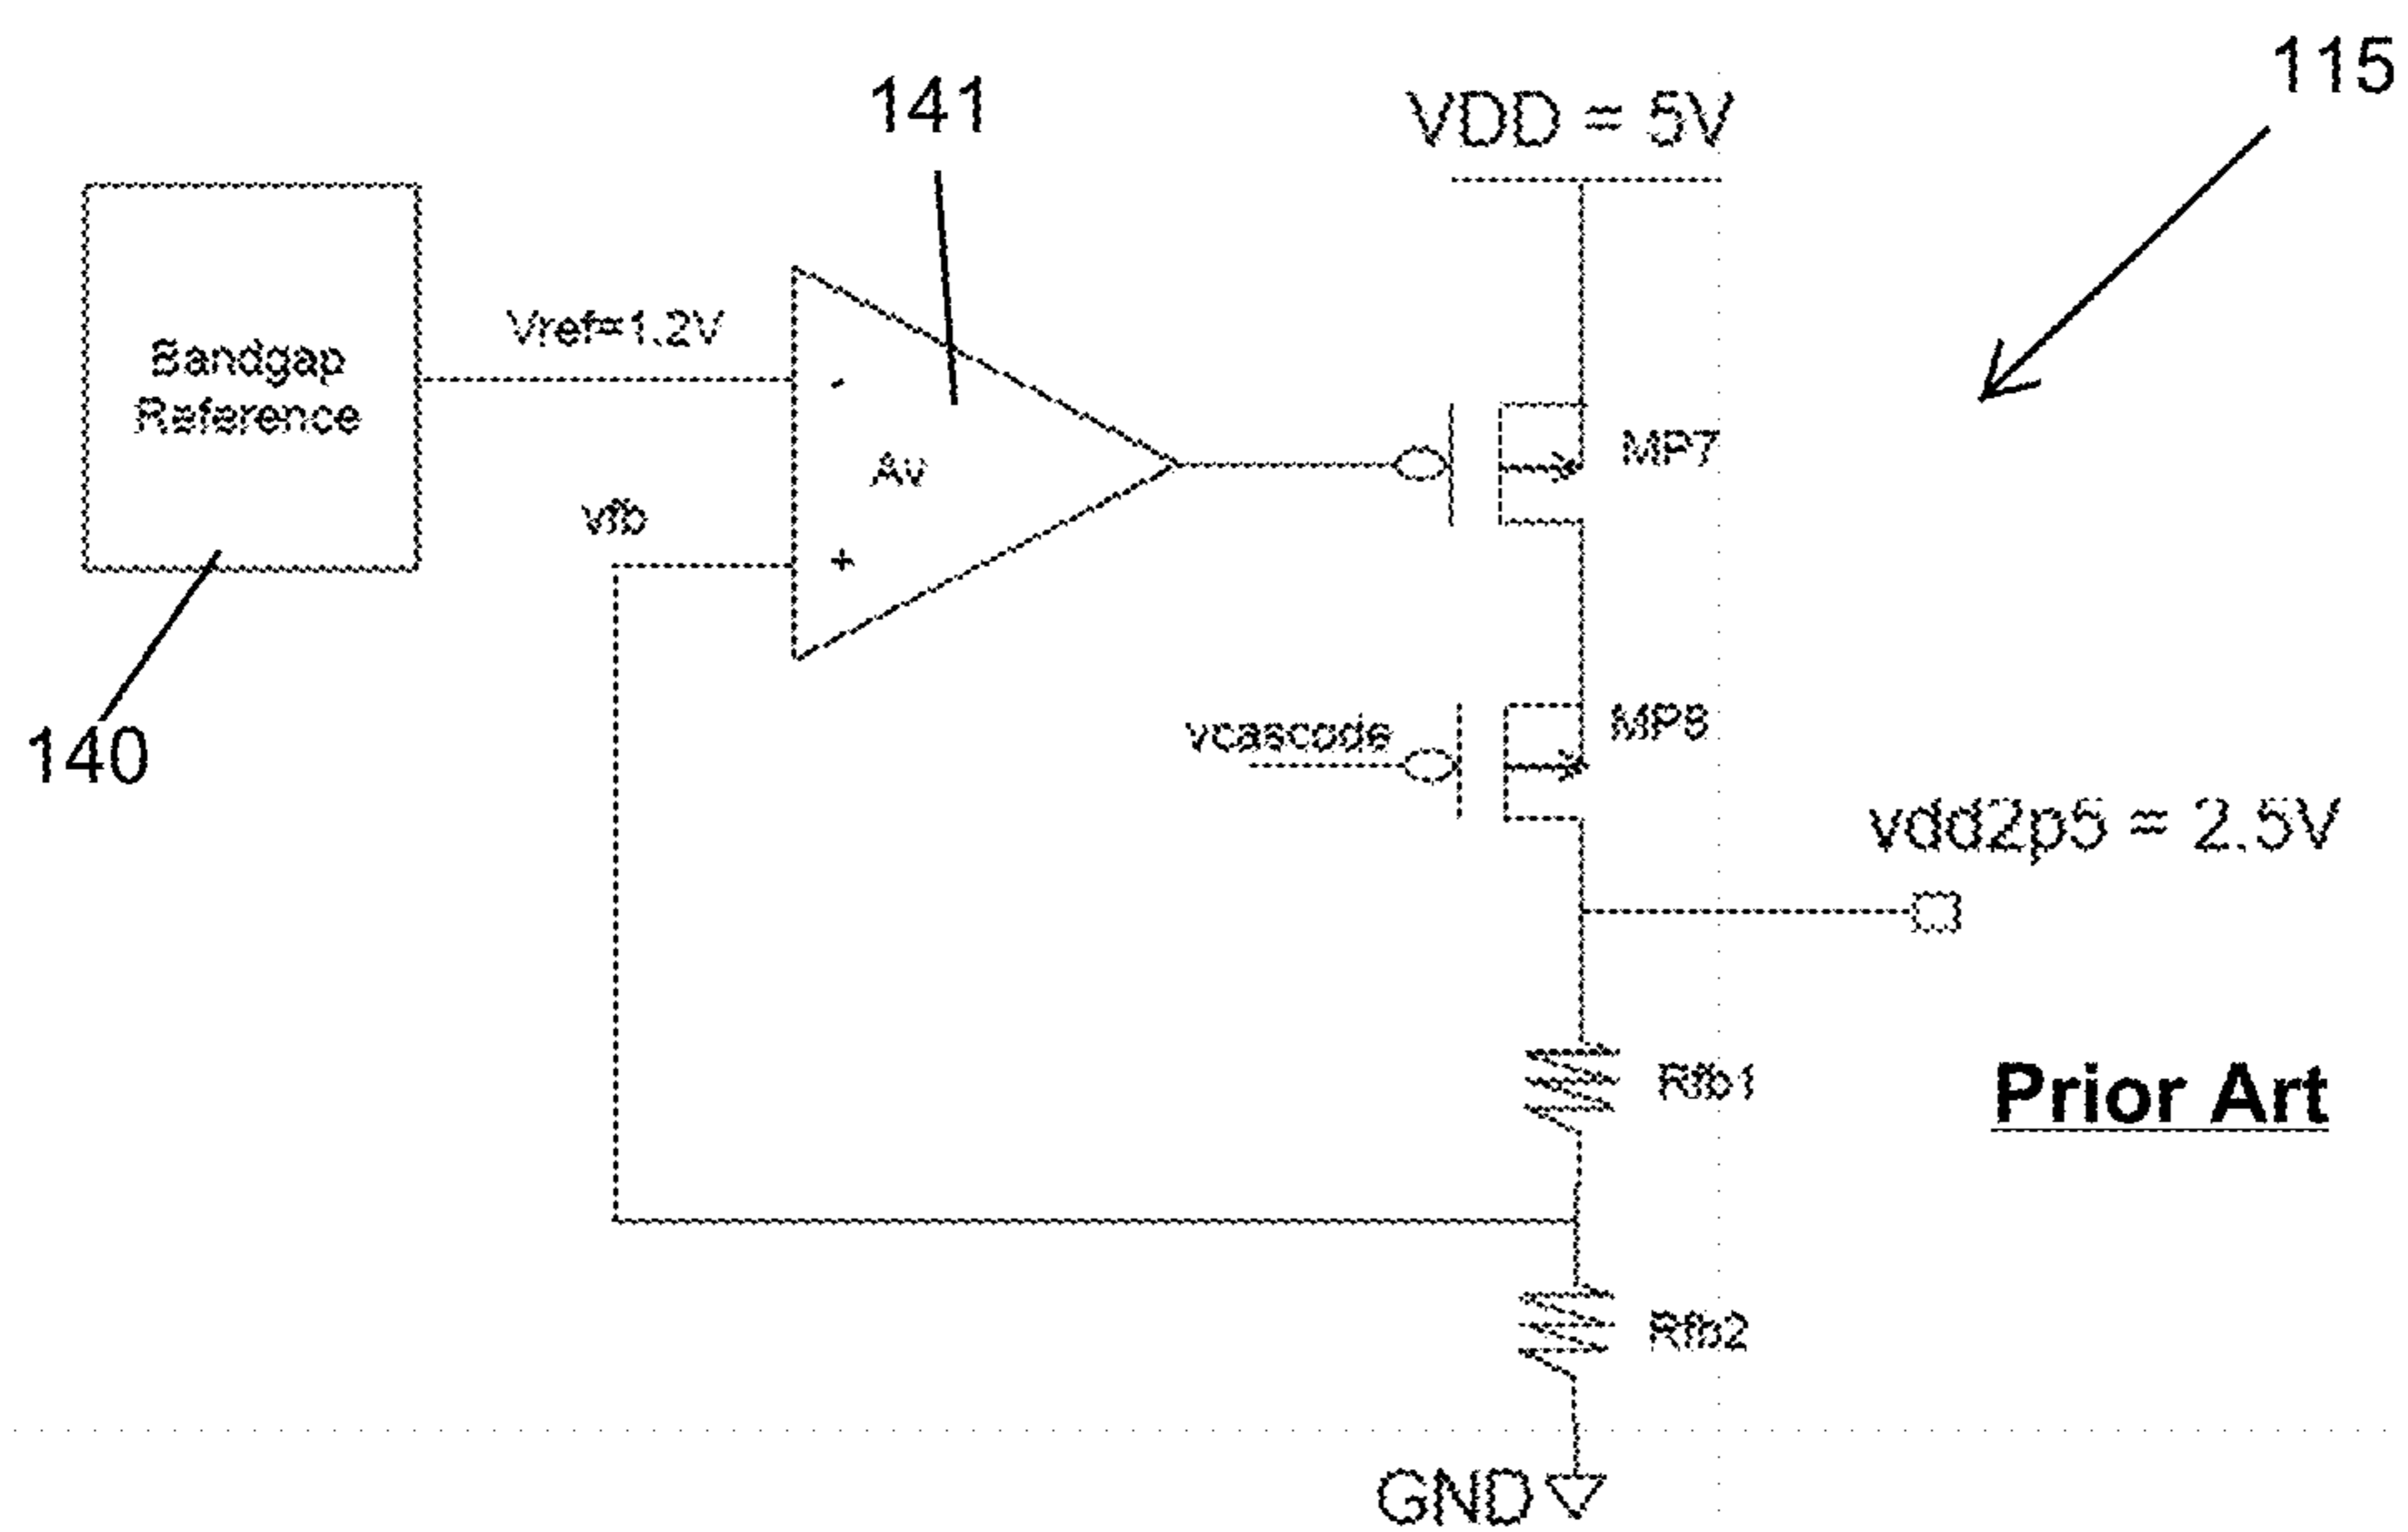 115
141
VDD = 5V
Vref=1.2V
Bandgap
Reference
-
Av
MP7
vfb
+
140
vcascode
MP8
vdd2p5 = 2.5V
Rfb1
Prior Art
Rfb2
GND